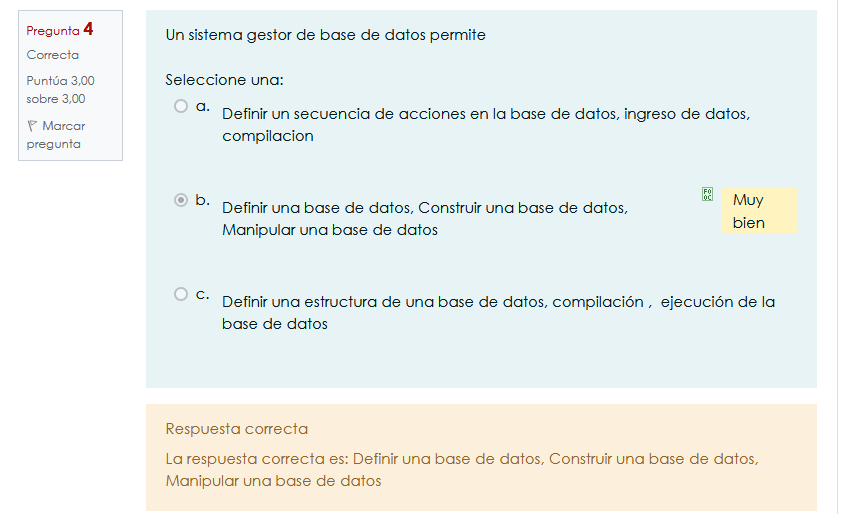 Pregunta 4
Correcta
Puntúa 3,00
sobre 3,00
Marcar
pregunta
Un sistema gestor de base de datos permite
Seleccione una:
a. Definir un secuencia de acciones en la base de datos, ingreso de datos,
compilacion
b. Definir una base de datos, Construir una base de datos,
Manipular una base de datos
Muy
bien
c. Definir una estructura de una base de datos, compilación , ejecución de la
base de datos
Respuesta correcta
La respuesta correcta es: Definir una base de datos, Construir una base de datos,
Manipular una base de datos